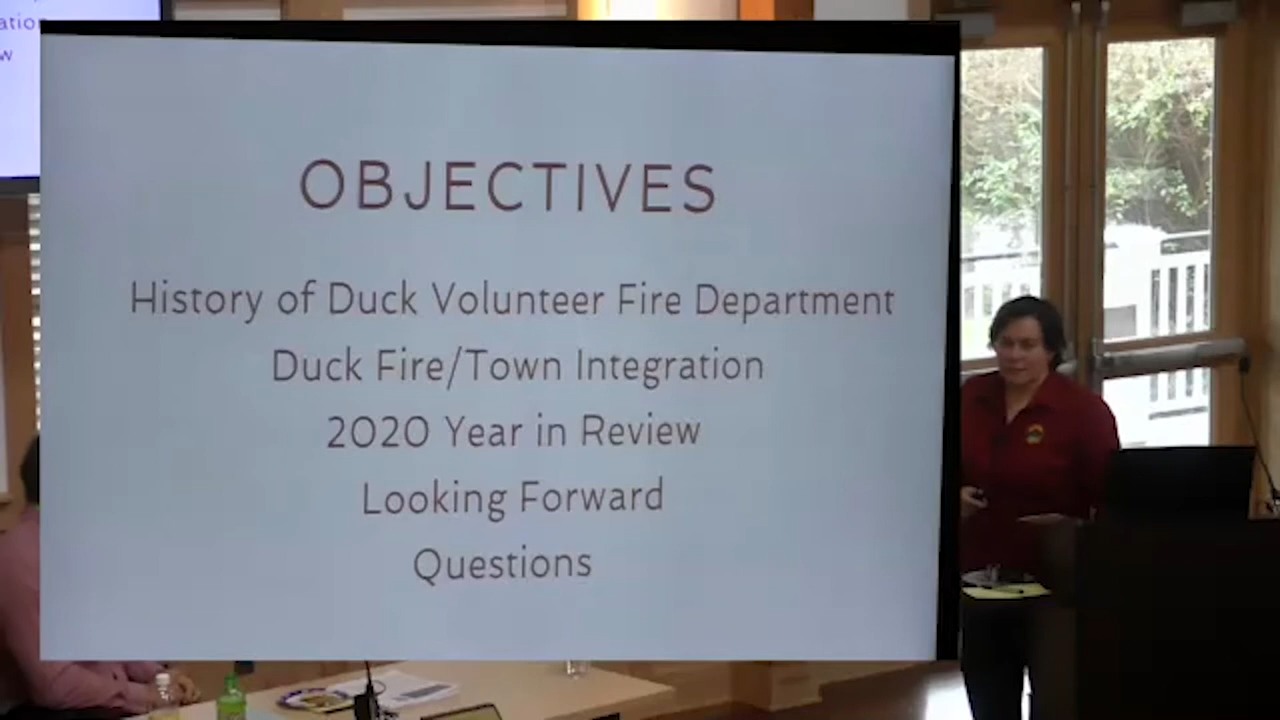 OBJECTIVES
History of Duck Volunteer Fire Department
Duck Fire/Town Integration
2020 Year in Review
Looking Forward
Questions